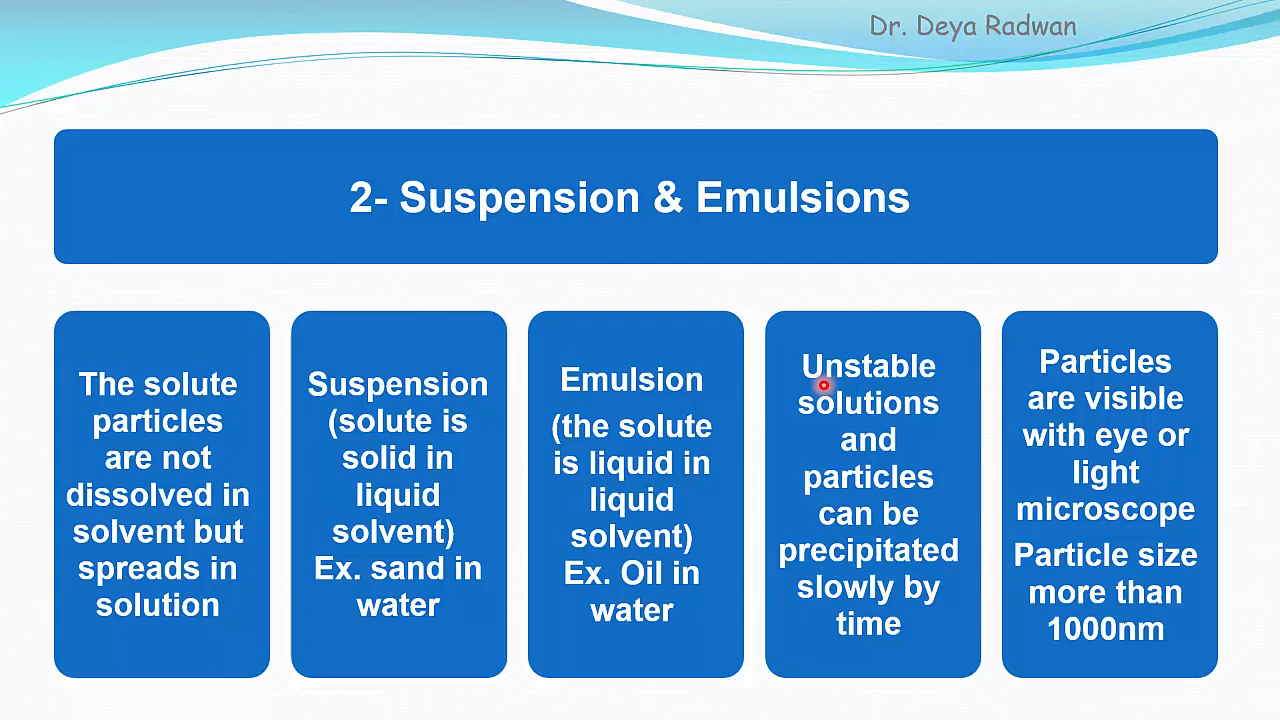 Dr. Deya Radwan
2- Suspension & Emulsions
The solute
particles
are not
dissolved in
solvent but
spreads in
solution
Suspension
(solute is
solid in
liquid
solvent)
Ex. sand in
water
Emulsion
(the solute
is liquid in
liquid
solvent)
Ex. Oil in
water
Unstable
solutions
and
particles
can be
precipitated
slowly by
time
Particles
are visible
with eye or
light
microscope
Particle size
more than
1000nm